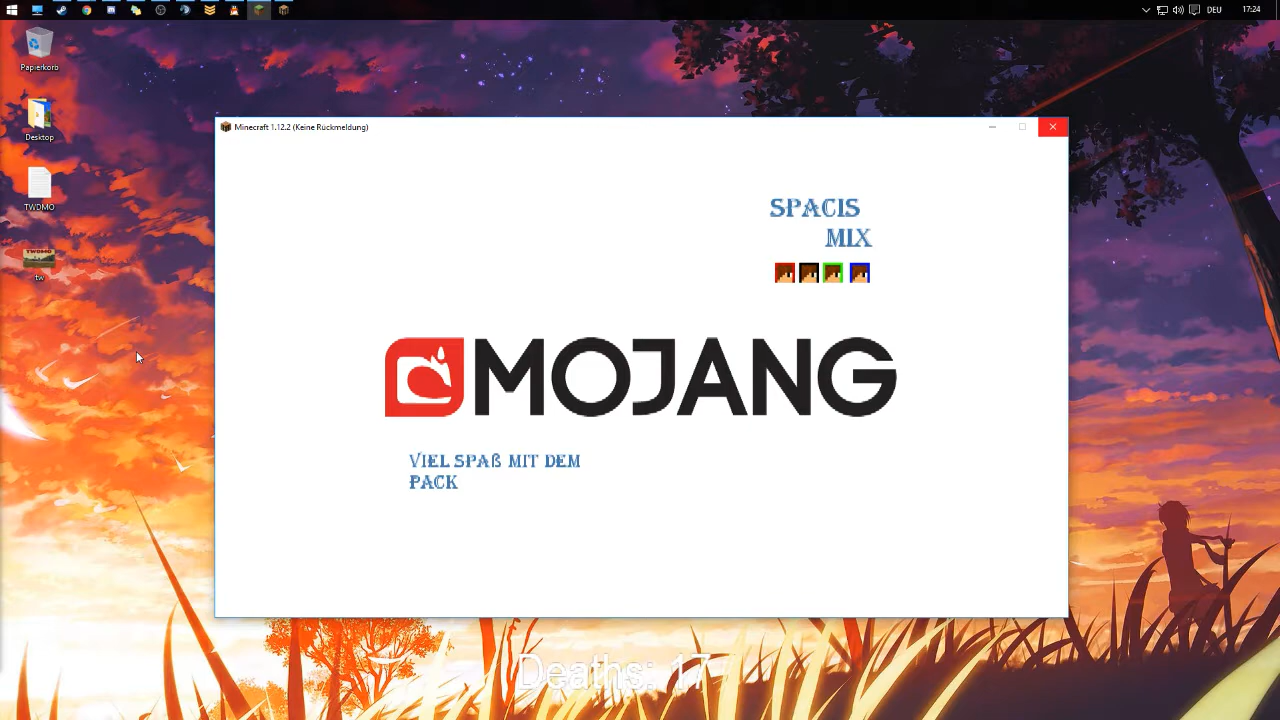 DEU
17:24
Papierkorb
Desktop
TWDMO
TWDMO
tw
Minecraft 1.12.2 (Keine Rückmeldung)
SPACIS
MIX
MOJANG
VIEL SPAß MIT DEM
PACK
Deaths: 17